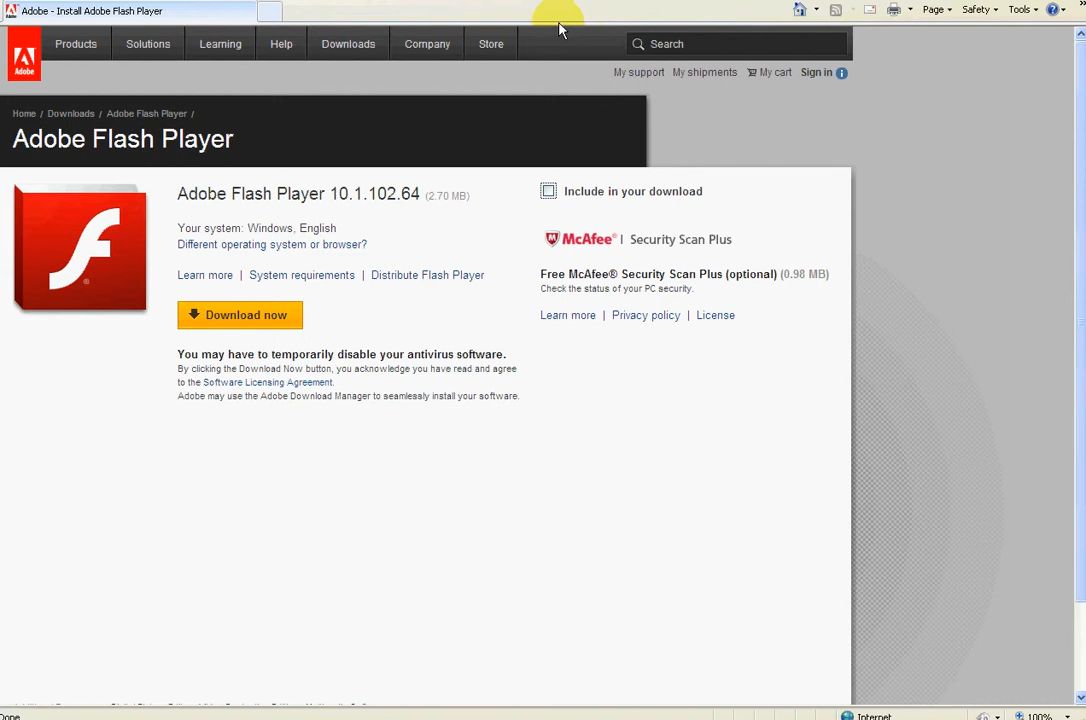 Adobe - Install Adobe Flash Player
Page Safety Tools
Adobe
Products Solutions Learning Help Downloads Company Store Search
My support My shipments My cart Sign in
Home / Downloads / Adobe Flash Player /
Adobe Flash Player
Adobe Flash Player 10.1.102.64 (2.70 MB)
Include in your download
Your system: Windows, English
Different operating system or browser?
McAfee® | Security Scan Plus
Learn more | System requirements | Distribute Flash Player
Free McAfee® Security Scan Plus (optional) (0.98 MB)
Check the status of your PC security.
Download now
Learn more | Privacy policy | License
You may have to temporarily disable your antivirus software.
By clicking the Download Now button, you acknowledge you have read and agree
to the Software Licensing Agreement.
Adobe may use the Adobe Download Manager to seamlessly install your software.
Done Internet 100%